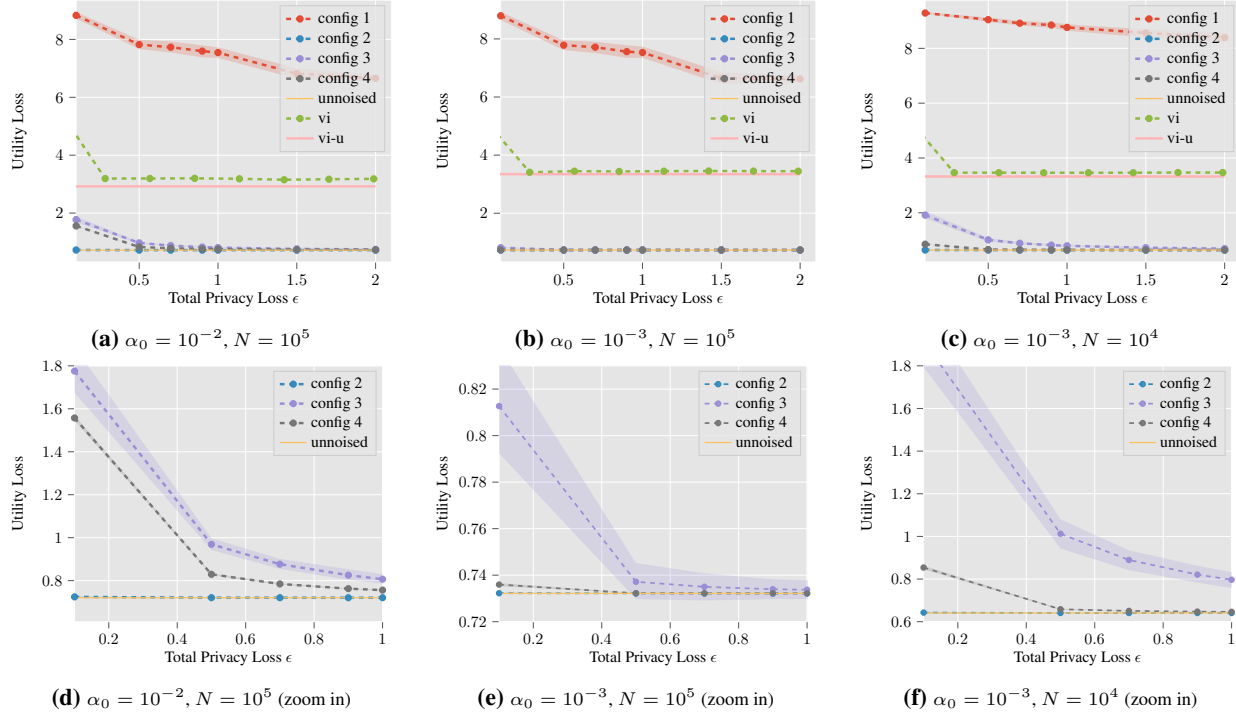 8
6
4
2
Utility Loss
0.5
1
1.5
2
Total Privacy Loss ϵ
config 1
config 2
config 3
config 4
unnoised
vi
vi-u
(a) α₀ = 10⁻², N = 10⁵
8
6
4
2
Utility Loss
0.5
1
1.5
2
Total Privacy Loss ϵ
config 1
config 2
config 3
config 4
unnoised
vi
vi-u
(b) α₀ = 10⁻³, N = 10⁵
8
6
4
2
Utility Loss
0.5
1
1.5
2
Total Privacy Loss ϵ
config 1
config 2
config 3
config 4
unnoised
vi
vi-u
(c) α₀ = 10⁻³, N = 10⁴
1.8
1.6
1.4
1.2
1
0.8
Utility Loss
0.2
0.4
0.6
0.8
1
Total Privacy Loss ϵ
config 2
config 3
config 4
unnoised
(d) α₀ = 10⁻², N = 10⁵ (zoom in)
0.82
0.8
0.78
0.76
0.74
0.72
Utility Loss
0.2
0.4
0.6
0.8
1
Total Privacy Loss ϵ
config 2
config 3
config 4
unnoised
(e) α₀ = 10⁻³, N = 10⁵ (zoom in)
1.8
1.6
1.4
1.2
1
0.8
0.6
Utility Loss
0.2
0.4
0.6
0.8
1
Total Privacy Loss ϵ
config 2
config 3
config 4
unnoised
(f) α₀ = 10⁻³, N = 10⁴ (zoom in)